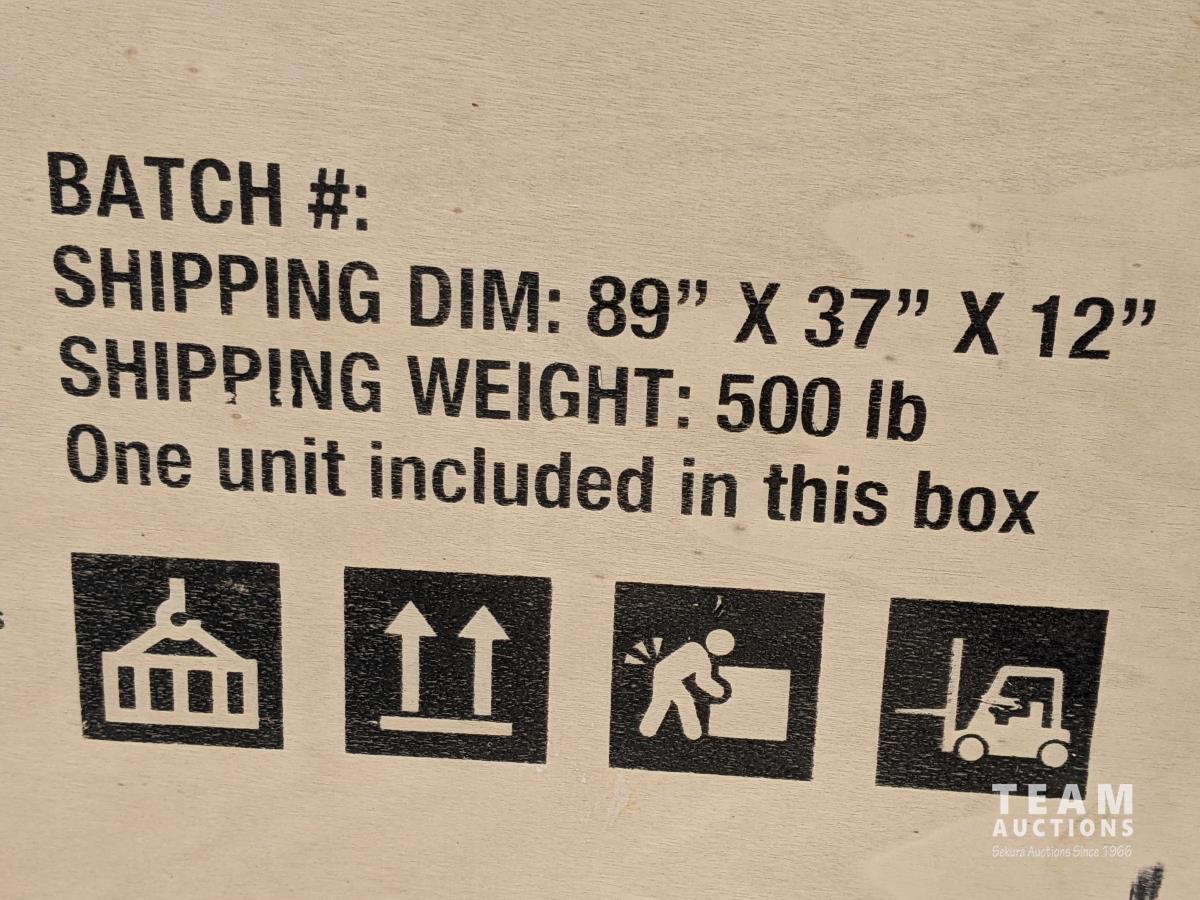 BATCH #:
SHIPPING DIM: 89” X 37” X 12”
SHIPPING WEIGHT: 500 lb
One unit included in this box
TEAM
AUCTIONS
Sekura Auctions Since 1966